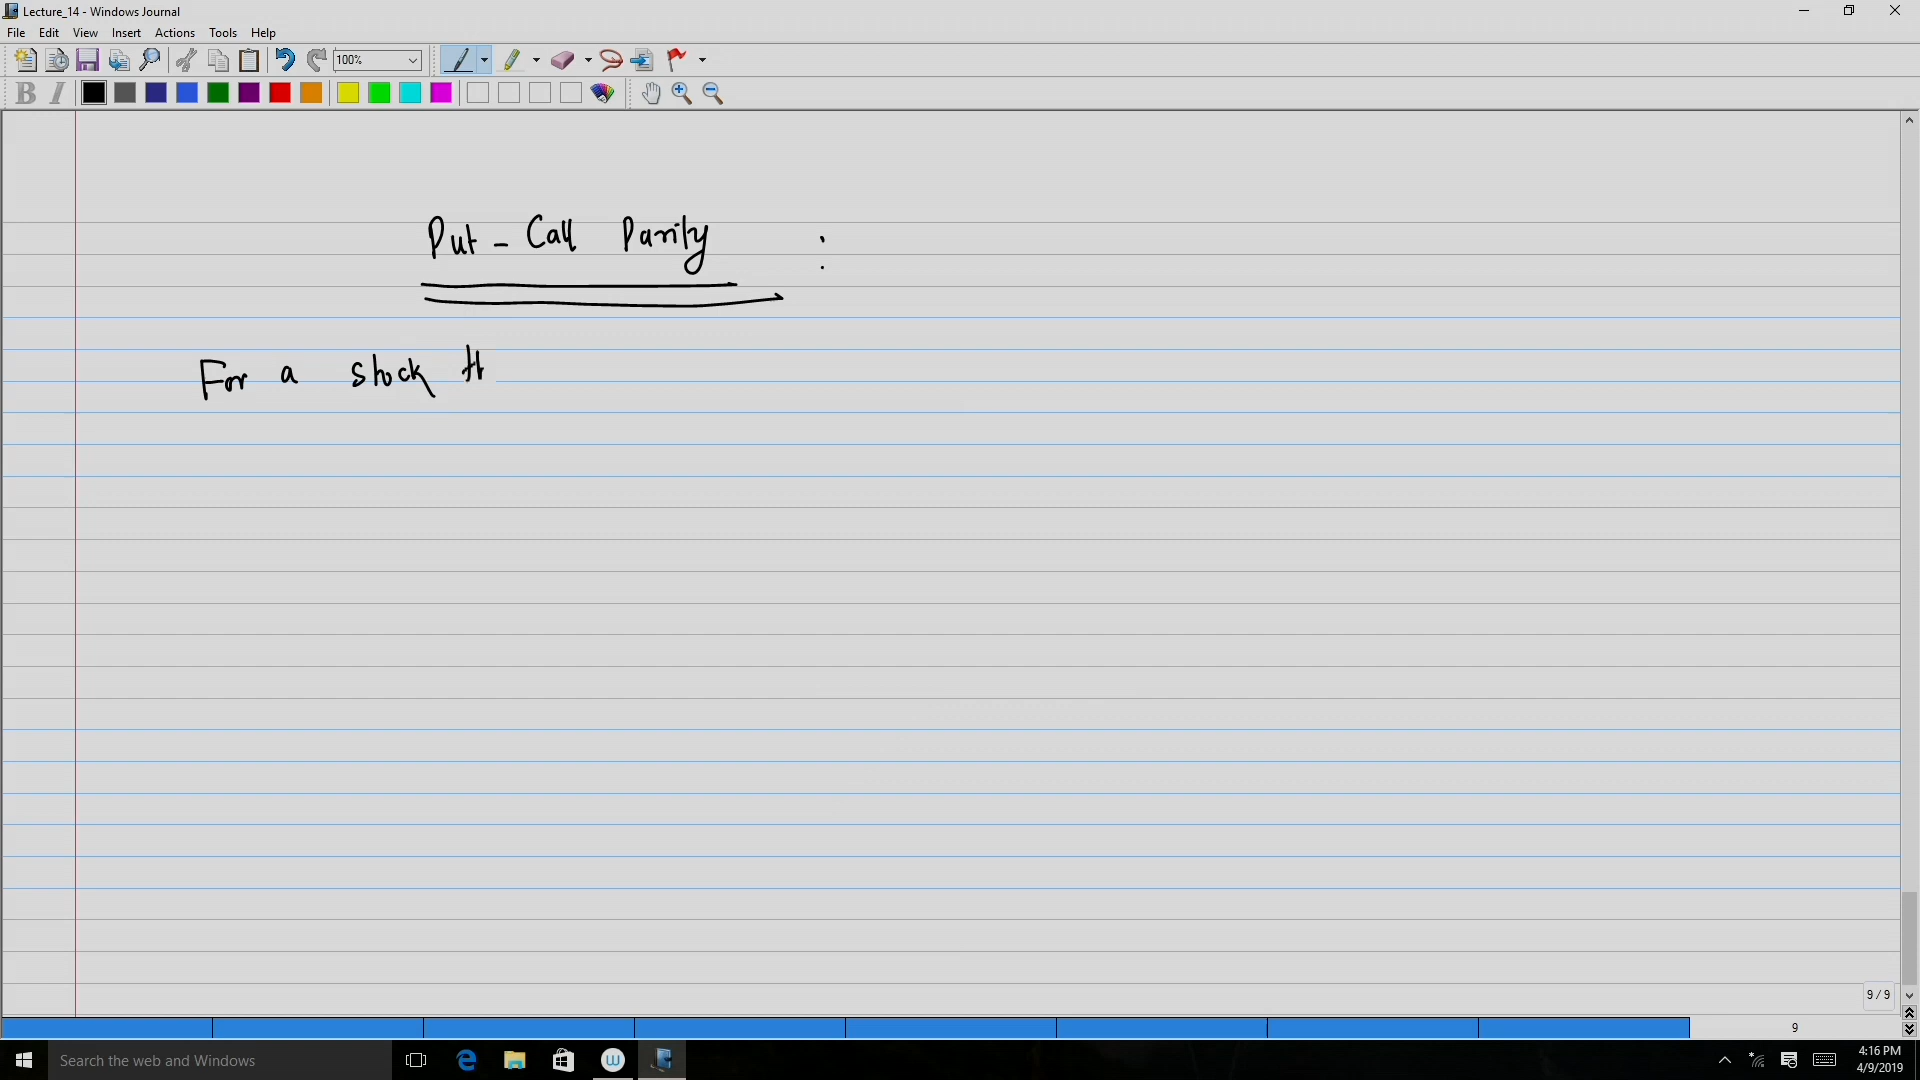 Lecture_14 - Windows Journal
File Edit View Insert Actions Tools Help
100%
B I
Put - Call Parity :
For a stock th
9 / 9
9
Search the web and Windows
4:16 PM
4/9/2019